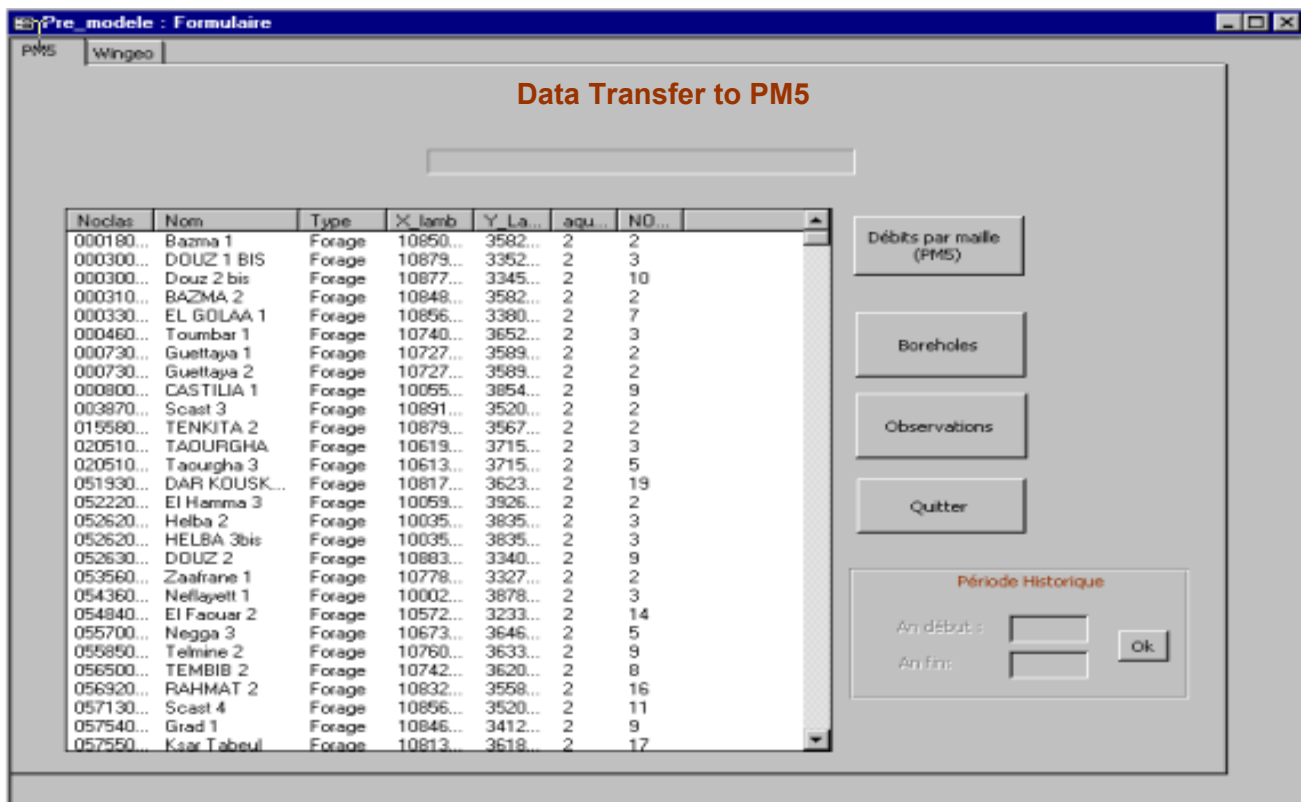 Pre_modele : Formulaire
PM5 Wingeo
Data Transfer to PM5
Noclas Nom Type X_lamb Y_La... aqu... NO...
000180... Bazma 1 Forage 10850... 3582... 2 2
000300... DOUZ 1 BIS Forage 10879... 3352... 2 3
000300... Douz 2 bis Forage 10877... 3345... 2 10
000310... BAZMA 2 Forage 10848... 3582... 2 2
000330... EL GOLAA 1 Forage 10856... 3380... 2 7
000460... Toumbar 1 Forage 10740... 3652... 2 3
000730... Guettaya 1 Forage 10727... 3589... 2 2
000730... Guettaya 2 Forage 10727... 3589... 2 2
000800... CASTILIA 1 Forage 10055... 3854... 2 9
003870... Scast 3 Forage 10891... 3520... 2 2
015580... TENKITA 2 Forage 10879... 3567... 2 2
020510... TAOURGHA Forage 10619... 3715... 2 3
020510... Taourgha 3 Forage 10613... 3715... 2 5
051930... DAR KOUSK... Forage 10817... 3623... 2 19
052220... El Hamma 3 Forage 10059... 3926... 2 2
052620... Helba 2 Forage 10035... 3835... 2 3
052620... HELBA 3bis Forage 10035... 3835... 2 3
052630... DOUZ 2 Forage 10883... 3340... 2 9
053560... Zaafrane 1 Forage 10778... 3327... 2 2
054360... Neflayett 1 Forage 10002... 3878... 2 3
054840... El Faouar 2 Forage 10572... 3233... 2 14
055700... Negga 3 Forage 10673... 3646... 2 5
055850... Telmine 2 Forage 10760... 3633... 2 9
056500... TEMBIB 2 Forage 10742... 3620... 2 8
056920... RAHMAT 2 Forage 10832... 3558... 2 16
057130... Scast 4 Forage 10856... 3520... 2 11
057540... Grad 1 Forage 10846... 3412... 2 9
057550... Ksar Tabeul Forage 10813... 3618... 2 17
Débits par maille
(PM5)
Boreholes
Observations
Quitter
Période Historique
An début :
An fin:
Ok